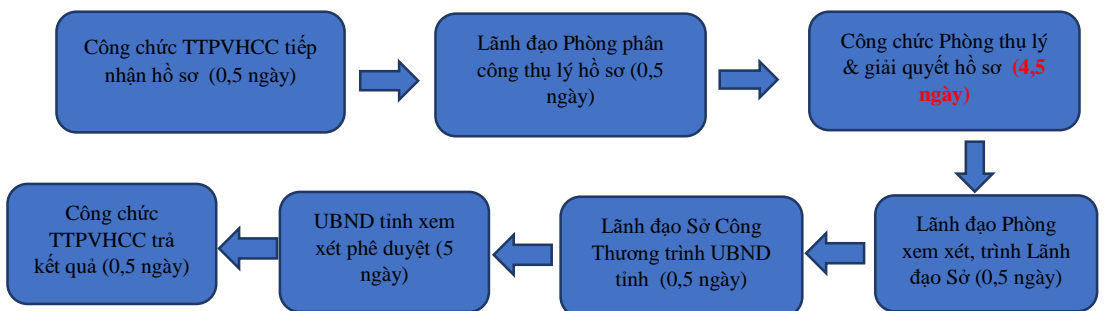 Công chức TTPVHCC tiếp
nhận hồ sơ (0,5 ngày)
Lãnh đạo Phòng phân
công thụ lý hồ sơ (0,5
ngày)
Công chức Phòng thụ lý
& giải quyết hồ sơ (4,5
ngày)
Lãnh đạo Phòng
xem xét, trình Lãnh
đạo Sở (0,5 ngày)
Lãnh đạo Sở Công
Thương trình UBND
tỉnh (0,5 ngày)
UBND tỉnh xem
xét phê duyệt (5
ngày)
Công chức
TTPVHCC trả
kết quả (0,5 ngày)